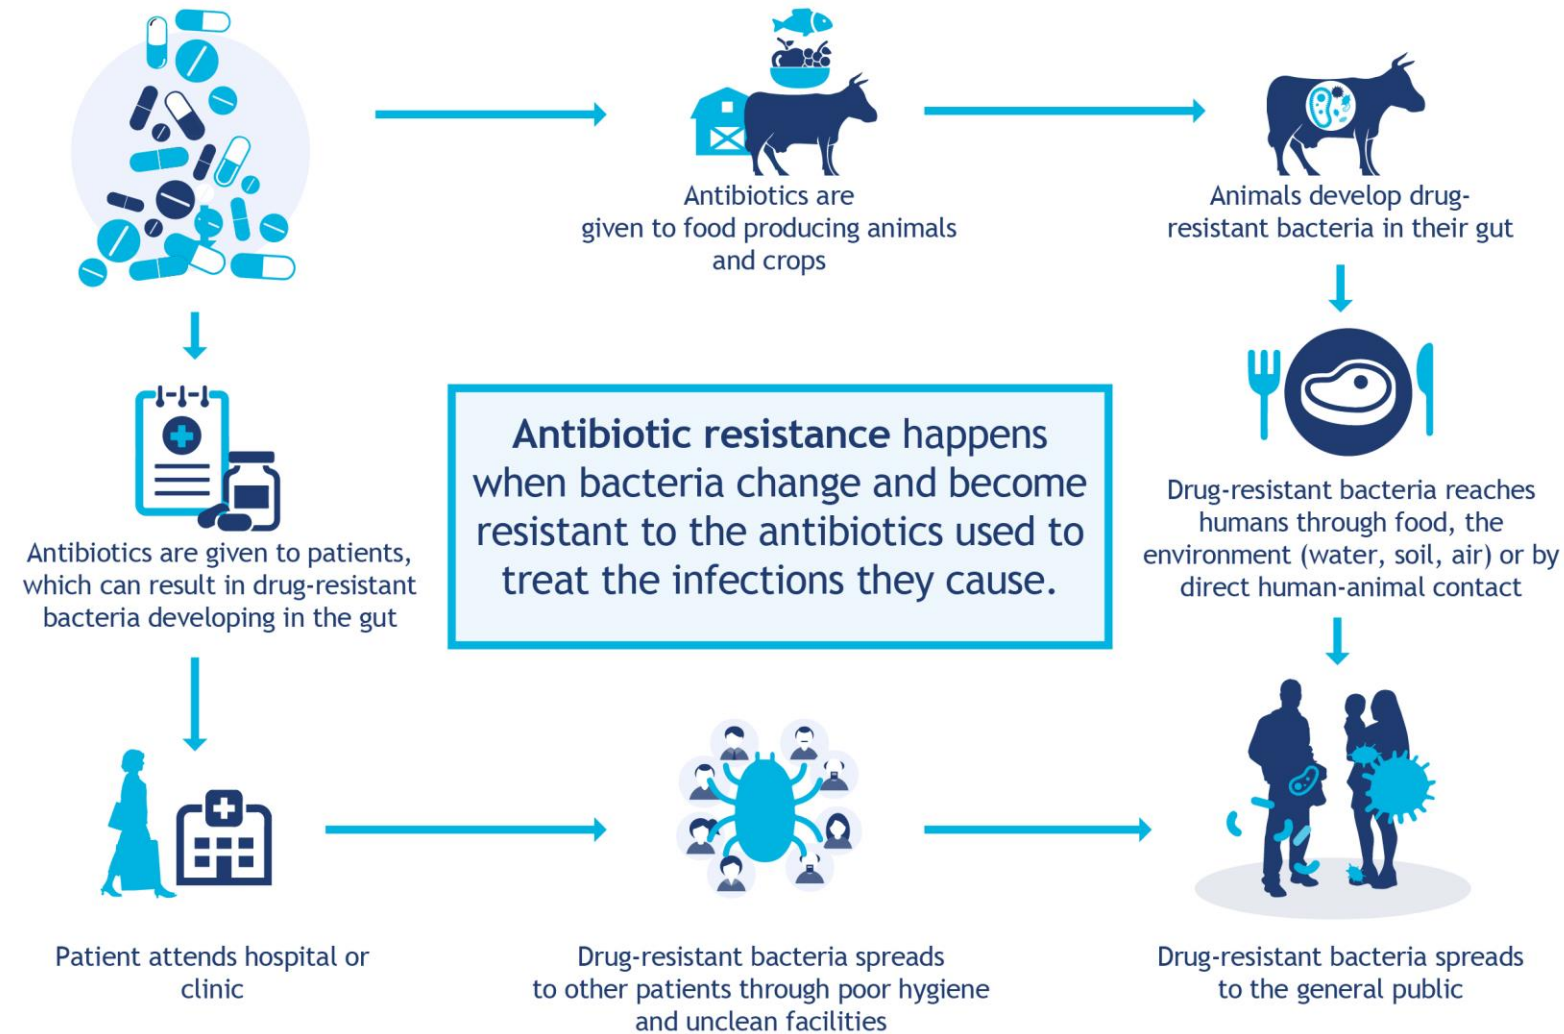 Antibiotics are
given to food producing animals
and crops
Animals develop drug-
resistant bacteria in their gut
Antibiotic resistance happens
when bacteria change and become
resistant to the antibiotics used to
treat the infections they cause.
Drug-resistant bacteria reaches
humans through food, the
environment (water, soil, air) or by
direct human-animal contact
Antibiotics are given to patients,
which can result in drug-resistant
bacteria developing in the gut
Patient attends hospital or
clinic
Drug-resistant bacteria spreads
to other patients through poor hygiene
and unclean facilities
Drug-resistant bacteria spreads
to the general public